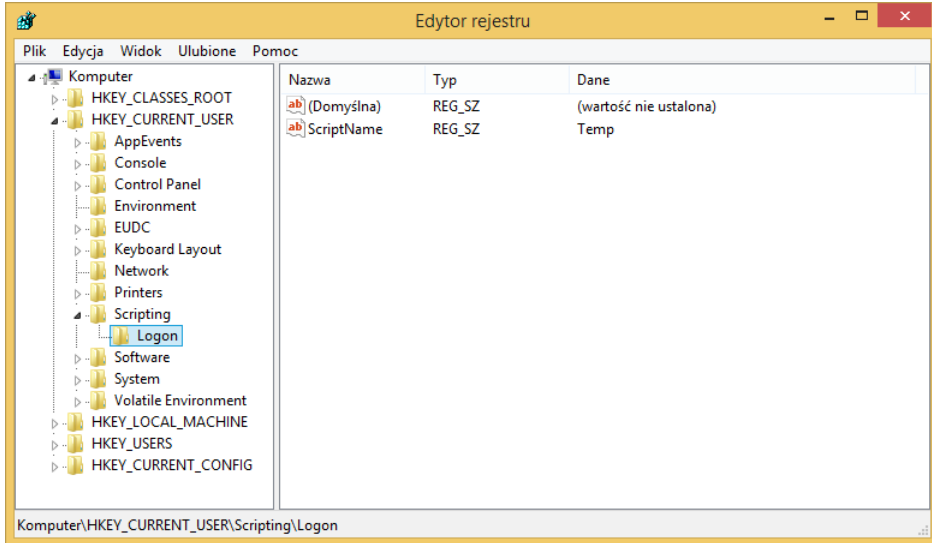 Edytor rejestru
Plik Edycja Widok Ulubione Pomoc
Komputer
HKEY_CLASSES_ROOT
HKEY_CURRENT_USER
AppEvents
Console
Control Panel
Environment
EUDC
Keyboard Layout
Network
Printers
Scripting
Logon
Software
System
Volatile Environment
HKEY_LOCAL_MACHINE
HKEY_USERS
HKEY_CURRENT_CONFIG
Nazwa Typ Dane
ab (Domyślna) REG_SZ (wartość nie ustalona)
ab ScriptName REG_SZ Temp
Komputer\HKEY_CURRENT_USER\Scripting\Logon